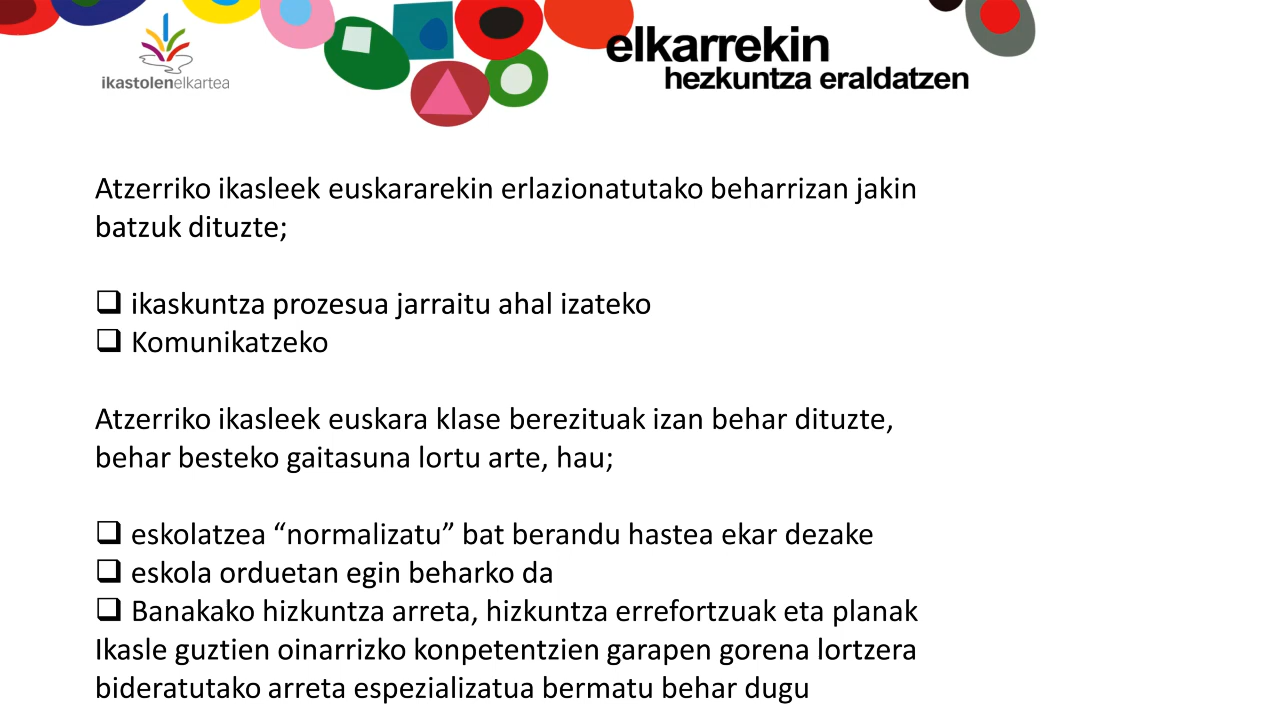 ikastolenelkartea
elkarrekin
hezkuntza eraldatzen
Atzerriko ikasleek euskararekin erlazionatutako beharrizan jakin
batzuk dituzte;
❑ ikaskuntza prozesua jarraitu ahal izateko
❑ Komunikatzeko
Atzerriko ikasleek euskara klase berezituak izan behar dituzte,
behar besteko gaitasuna lortu arte, hau;
❑ eskolatzea “normalizatu” bat berandu hastea ekar dezake
❑ eskola orduetan egin beharko da
❑ Banakako hizkuntza arreta, hizkuntza errefortzuak eta planak
Ikasle guztien oinarrizko konpetentzien garapen gorena lortzera
bideratutako arreta espezializatua bermatu behar dugu